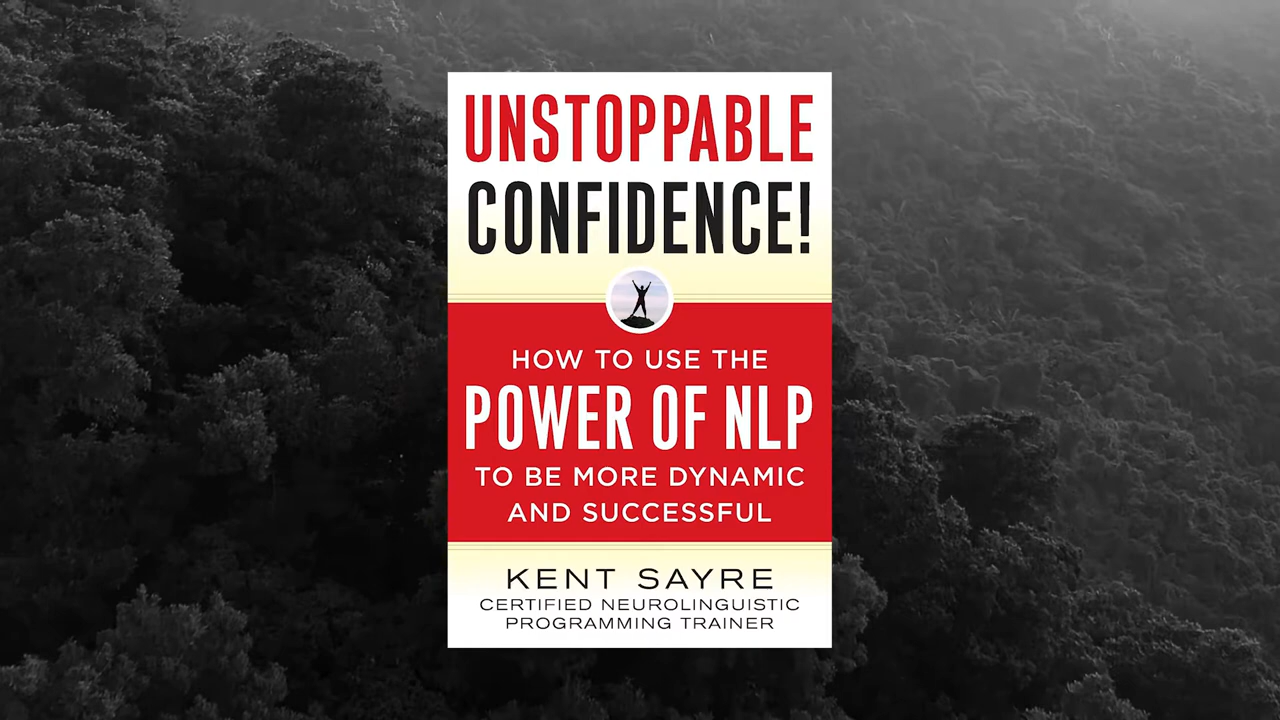 UNSTOPPABLE
CONFIDENCE!
HOW TO USE THE
POWER OF NLP
TO BE MORE DYNAMIC
AND SUCCESSFUL
KENT SAYRE
CERTIFIED NEUROLINGUISTIC
PROGRAMMING TRAINER